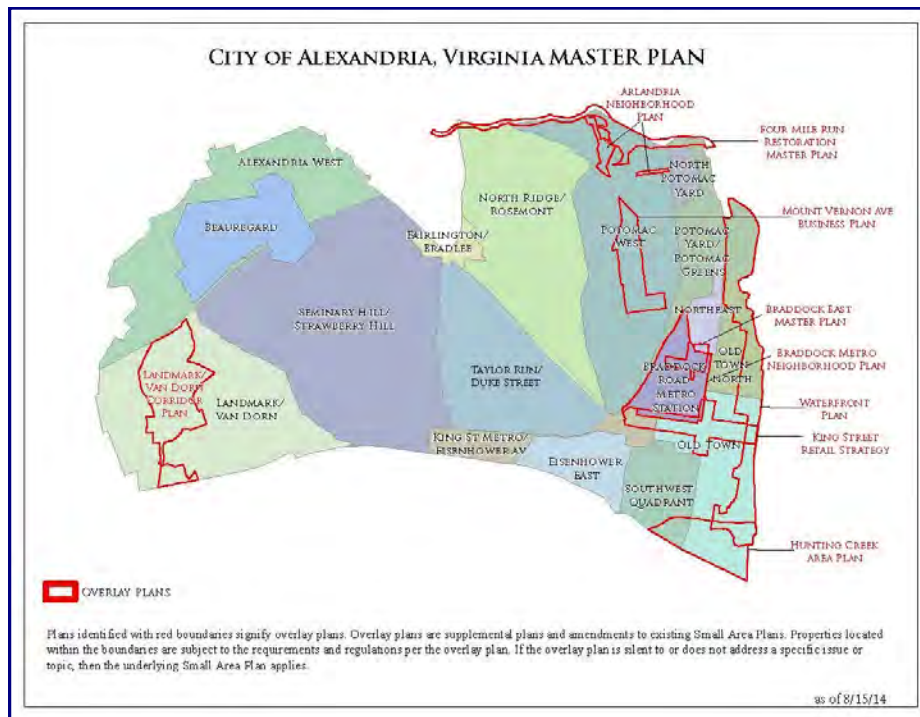 CITY OF ALEXANDRIA, VIRGINIA MASTER PLAN
ARLANDRIA
NEIGHBORHOOD
PLAN
FOUR MILE RUN
RESTORATION
MASTER PLAN
ALEXANDRIA WEST
NORTH
POTOMAC
YARD
NORTH RIDGE/
ROSEMONT
MOUNT VERNON AVE
BUSINESS PLAN
BEAUREGARD
FAIRLINGTON/
BRADLEE
POTOMAC
WEST
POTOMAC
YARD/
POTOMAC
GREENS
SEMINARY HILL/
STRAWBERRY HILL
NORTHEAST
BRADDOCK EAST
MASTER PLAN
LANDMARK/
VAN DORN
CORRIDOR
PLAN
LANDMARK/
VAN DORN
TAYLOR RUN/
DUKE STREET
BRADDOCK
ROAD
METRO
STATION
OLD
TOWN
NORTH
BRADDOCK METRO
NEIGHBORHOOD PLAN
WATERFRONT
PLAN
KING ST METRO/
EISENHOWER AV
OLD TOWN
KING STREET
RETAIL STRATEGY
EISENHOWER
EAST
SOUTHWEST
QUADRANT
HUNTING CREEK
AREA PLAN
OVERLAY PLANS
Plans identified with red boundaries signify overlay plans. Overlay plans are supplemental plans and amendments to existing Small Area Plans. Properties located
within the boundaries are subject to the requirements and regulations per the overlay plan. If the overlay plan is silent to or does not address a specific issue or
topic, then the underlying Small Area Plan applies.
as of 8/15/14